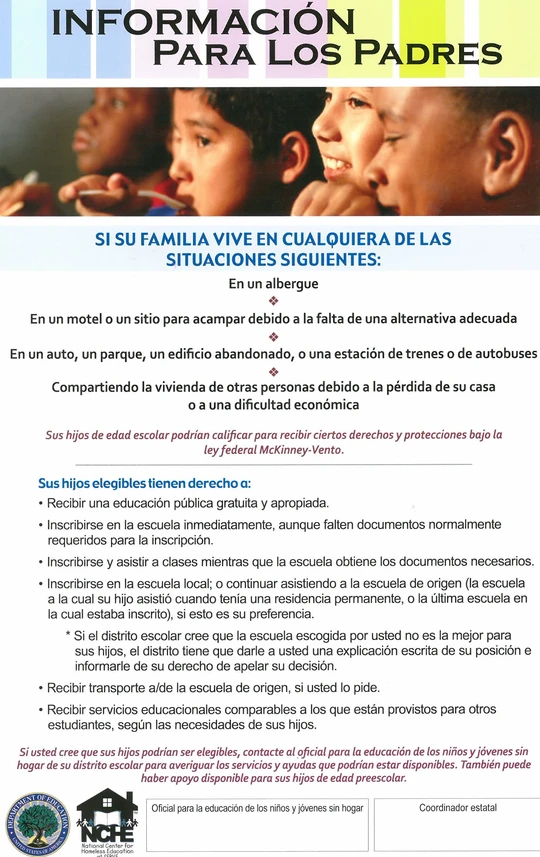 INFORMACIÓN
PARA LOS PADRES
SI SU FAMILIA VIVE EN CUALQUIERA DE LAS
SITUACIONES SIGUIENTES:
En un albergue
En un motel o un sitio para acampar debido a la falta de una alternativa adecuada
En un auto, un parque, un edificio abandonado, o una estación de trenes o de autobuses
Compartiendo la vivienda de otras personas debido a la pérdida de su casa
o a una dificultad económica
Sus hijos de edad escolar podrían calificar para recibir ciertos derechos y protecciones bajo la
ley federal McKinney-Vento.
Sus hijos elegibles tienen derecho a:
• Recibir una educación pública gratuita y apropiada.
• Inscribirse en la escuela inmediatamente, aunque falten documentos normalmente
requeridos para la inscripción.
• Inscribirse y asistir a clases mientras que la escuela obtiene los documentos necesarios.
• Inscribirse en la escuela local; o continuar asistiendo a la escuela de origen (la escuela
a la cual su hijo asistió cuando tenía una residencia permanente, o la última escuela en
la cual estaba inscrito), si esto es su preferencia.
* Si el distrito escolar cree que la escuela escogida por usted no es la mejor para
sus hijos, el distrito tiene que darle a usted una explicación escrita de su posición e
informarle de su derecho de apelar su decisión.
• Recibir transporte a/de la escuela de origen, si usted lo pide.
• Recibir servicios educacionales comparables a los que están provistos para otros
estudiantes, según las necesidades de sus hijos.
Si usted cree que sus hijos podrían ser elegibles, contacte al oficial para la educación de los niños y jóvenes sin
hogar de su distrito escolar para averiguar los servicios y ayudas que podrían estar disponibles. También puede
haber apoyo disponible para sus hijos de edad preescolar.
DEPARTMENT OF EDUCATION
UNITED STATES OF AMERICA
NCHE
National Center for
Homeless Education
at SERVE
Oficial para la educación de los niños y jóvenes sin hogar
Coordinador estatal